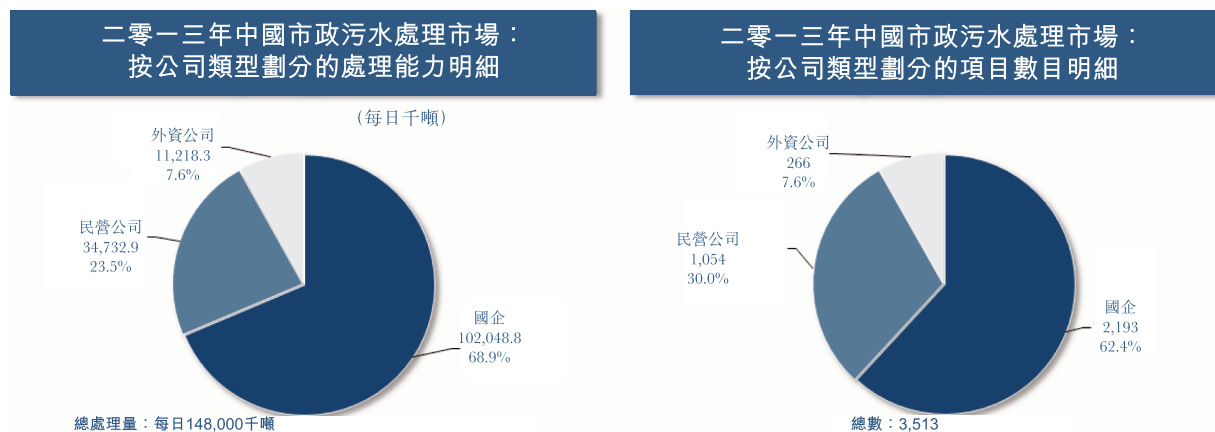 二零一三年中國市政污水處理市場：
按公司類型劃分的處理能力明細
(每日千噸)
外資公司
11,218.3
7.6%
民營公司
34,732.9
23.5%
國企
102,048.8
68.9%
總處理量：每日148,000千噸
二零一三年中國市政污水處理市場：
按公司類型劃分的項目數目明細
外資公司
266
7.6%
民營公司
1,054
30.0%
國企
2,193
62.4%
總數：3,513